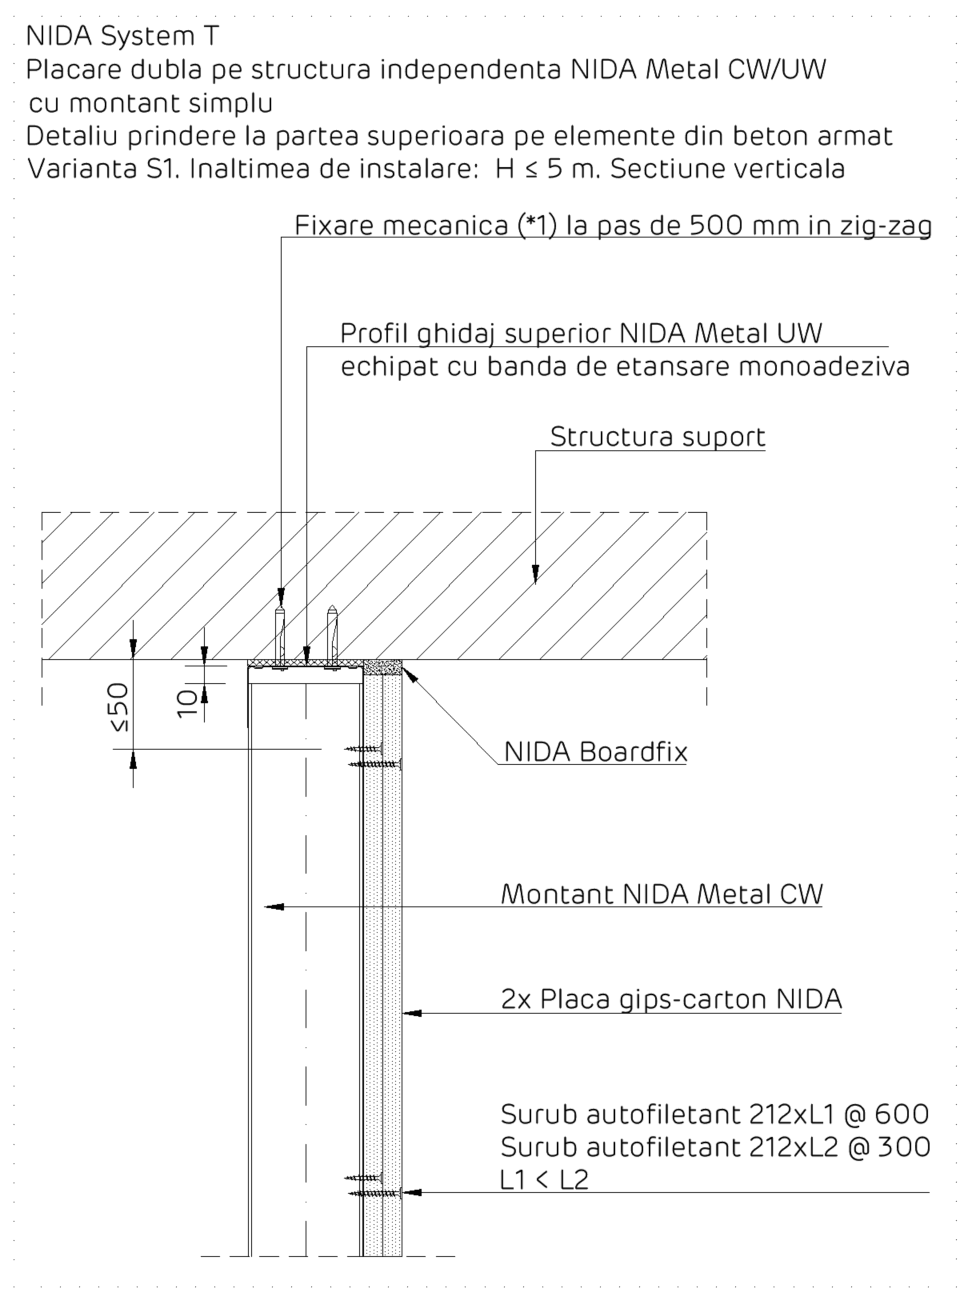 NIDA System T
Placare dubla pe structura independenta NIDA Metal CW/UW
cu montant simplu
Detaliu prindere la partea superioara pe elemente din beton armat
Varianta S1. Inaltimea de instalare: H ≤ 5 m. Sectiune verticala
Fixare mecanica (*1) la pas de 500 mm in zig-zag
Profil ghidaj superior NIDA Metal UW
echipat cu banda de etansare monoadeziva
Structura suport
≤50
10
NIDA Boardfix
Montant NIDA Metal CW
2x Placa gips-carton NIDA
Surub autofiletant 212xL1 @ 600
Surub autofiletant 212xL2 @ 300
L1 < L2